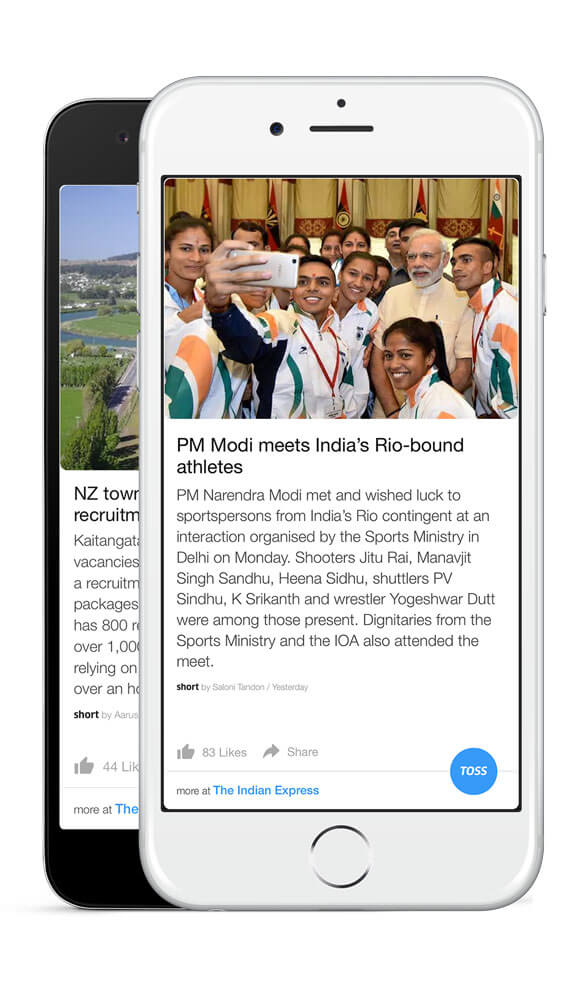 PM Modi meets India's Rio-bound
athletes
PM Narendra Modi met and wished luck to
sportspersons from India's Rio contingent at an
interaction organised by the Sports Ministry in
Delhi on Monday. Shooters Jitu Rai, Manavjit
Singh Sandhu, Heena Sidhu, shuttlers PV
Sindhu, K Srikanth and wrestler Yogeshwar Dutt
were among those present. Dignitaries from the
Sports Ministry and the IOA also attended the
meet.
short by Saloni Tandon / Yesterday
83 Likes Share
TOSS
more at The Indian Express
NZ town
recruitm
Kaitangata
vacancies
a recruitm
packages
has 800 re
over 1,000
relying on
over an ho
short by Aarus
44 Lik
more at The